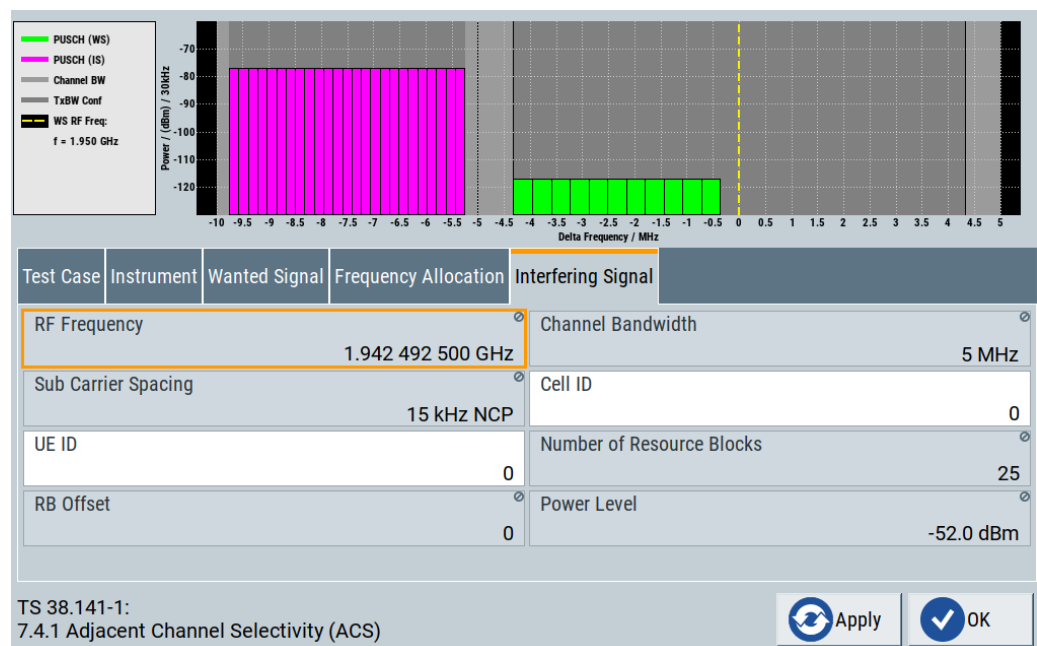 PUSCH (WS)
PUSCH (IS)
Channel BW
TxBW Conf
WS RF Freq:
f = 1.950 GHz
Power / (dBm) / 30kHz
-70
-80
-90
-100
-110
-120
-10 -9.5 -9 -8.5 -8 -7.5 -7 -6.5 -6 -5.5 -5 -4.5 -4 -3.5 -3 -2.5 -2 -1.5 -1 -0.5 0 0.5 1 1.5 2 2.5 3 3.5 4 4.5 5
Delta Frequency / MHz
Test Case Instrument Wanted Signal Frequency Allocation Interfering Signal
RF Frequency
1.942 492 500 GHz
Channel Bandwidth
5 MHz
Sub Carrier Spacing
15 kHz NCP
Cell ID
0
UE ID
0
Number of Resource Blocks
25
RB Offset
0
Power Level
-52.0 dBm
TS 38.141-1:
7.4.1 Adjacent Channel Selectivity (ACS)
Apply
OK